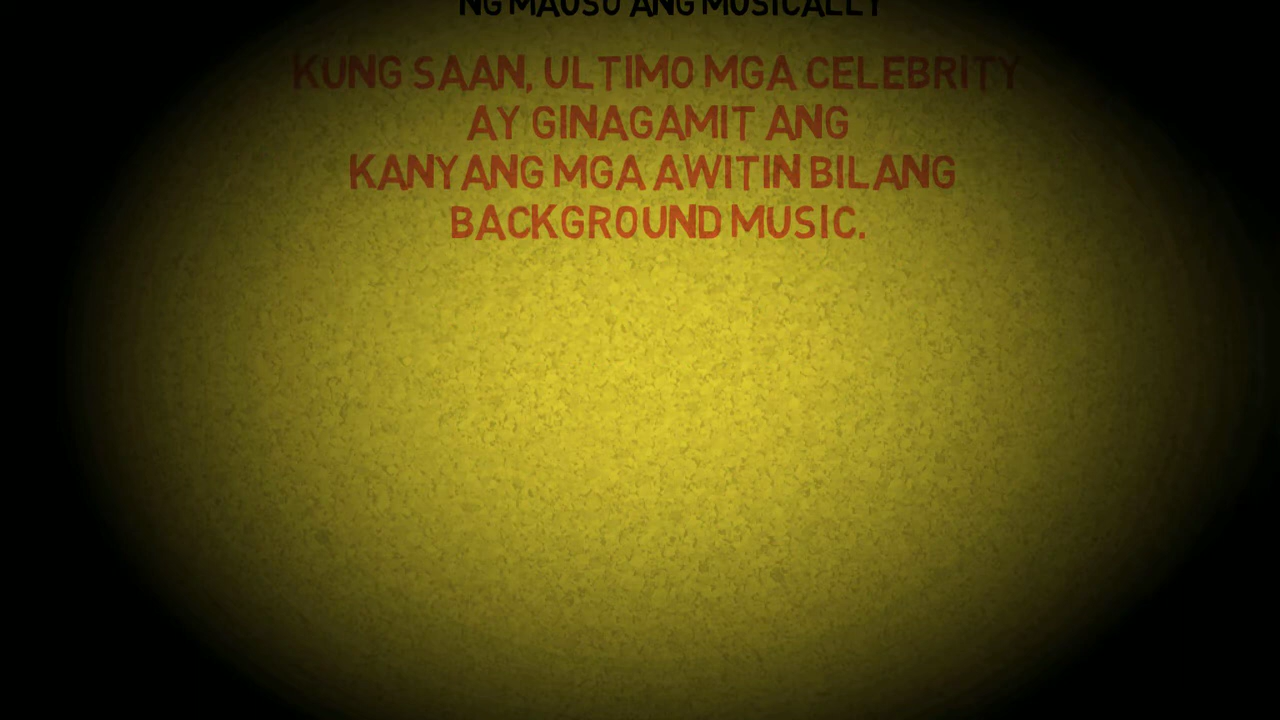 NG MAUSO ANG MUSICALLY
KUNG SAAN, ULTIMO MGA CELEBRITY
AY GINAGAMIT ANG
KANYANG MGA AWITIN BILANG
BACKGROUND MUSIC.